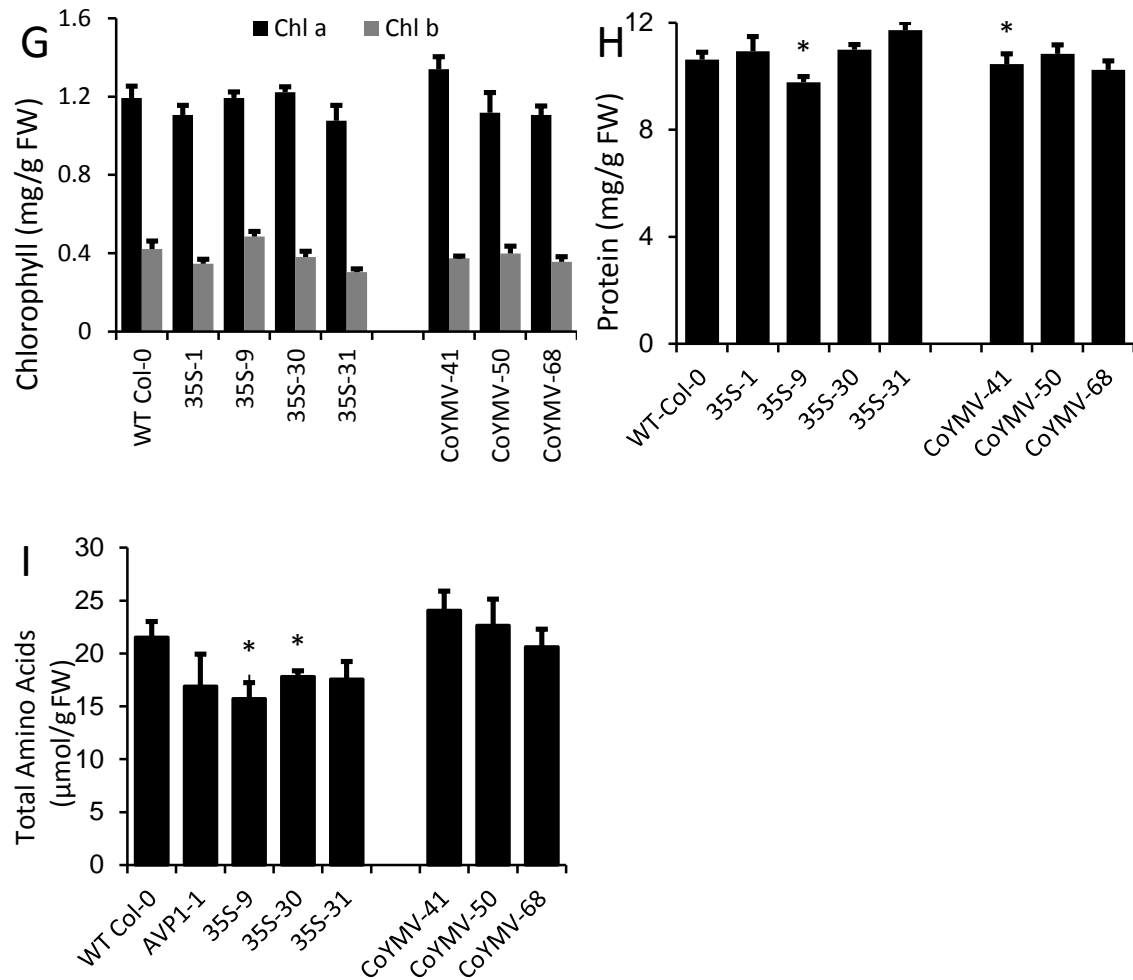 G
Chl a Chl b
Chlorophyll (mg/g FW)
1.6
1.2
0.8
0.4
0
WT Col-0
35S-1
35S-9
35S-30
35S-31
CoYMV-41
CoYMV-50
CoYMV-68
H
* *
Protein (mg/g FW)
12
8
4
0
WT-Col-0
35S-1
35S-9
35S-30
35S-31
CoYMV-41
CoYMV-50
CoYMV-68
I
* *
Total Amino Acids
(µmol/g FW)
30
25
20
15
10
5
0
WT Col-0
AVP1-1
35S-9
35S-30
35S-31
CoYMV-41
CoYMV-50
CoYMV-68